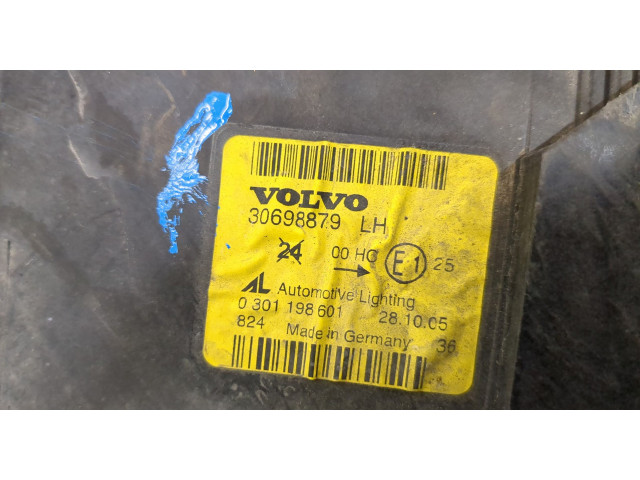 VOLVO
30698879 LH
24 00 HC E1 25
AL Automotive Lighting
0 301 198 601 28.10.05
824 Made in Germany 36